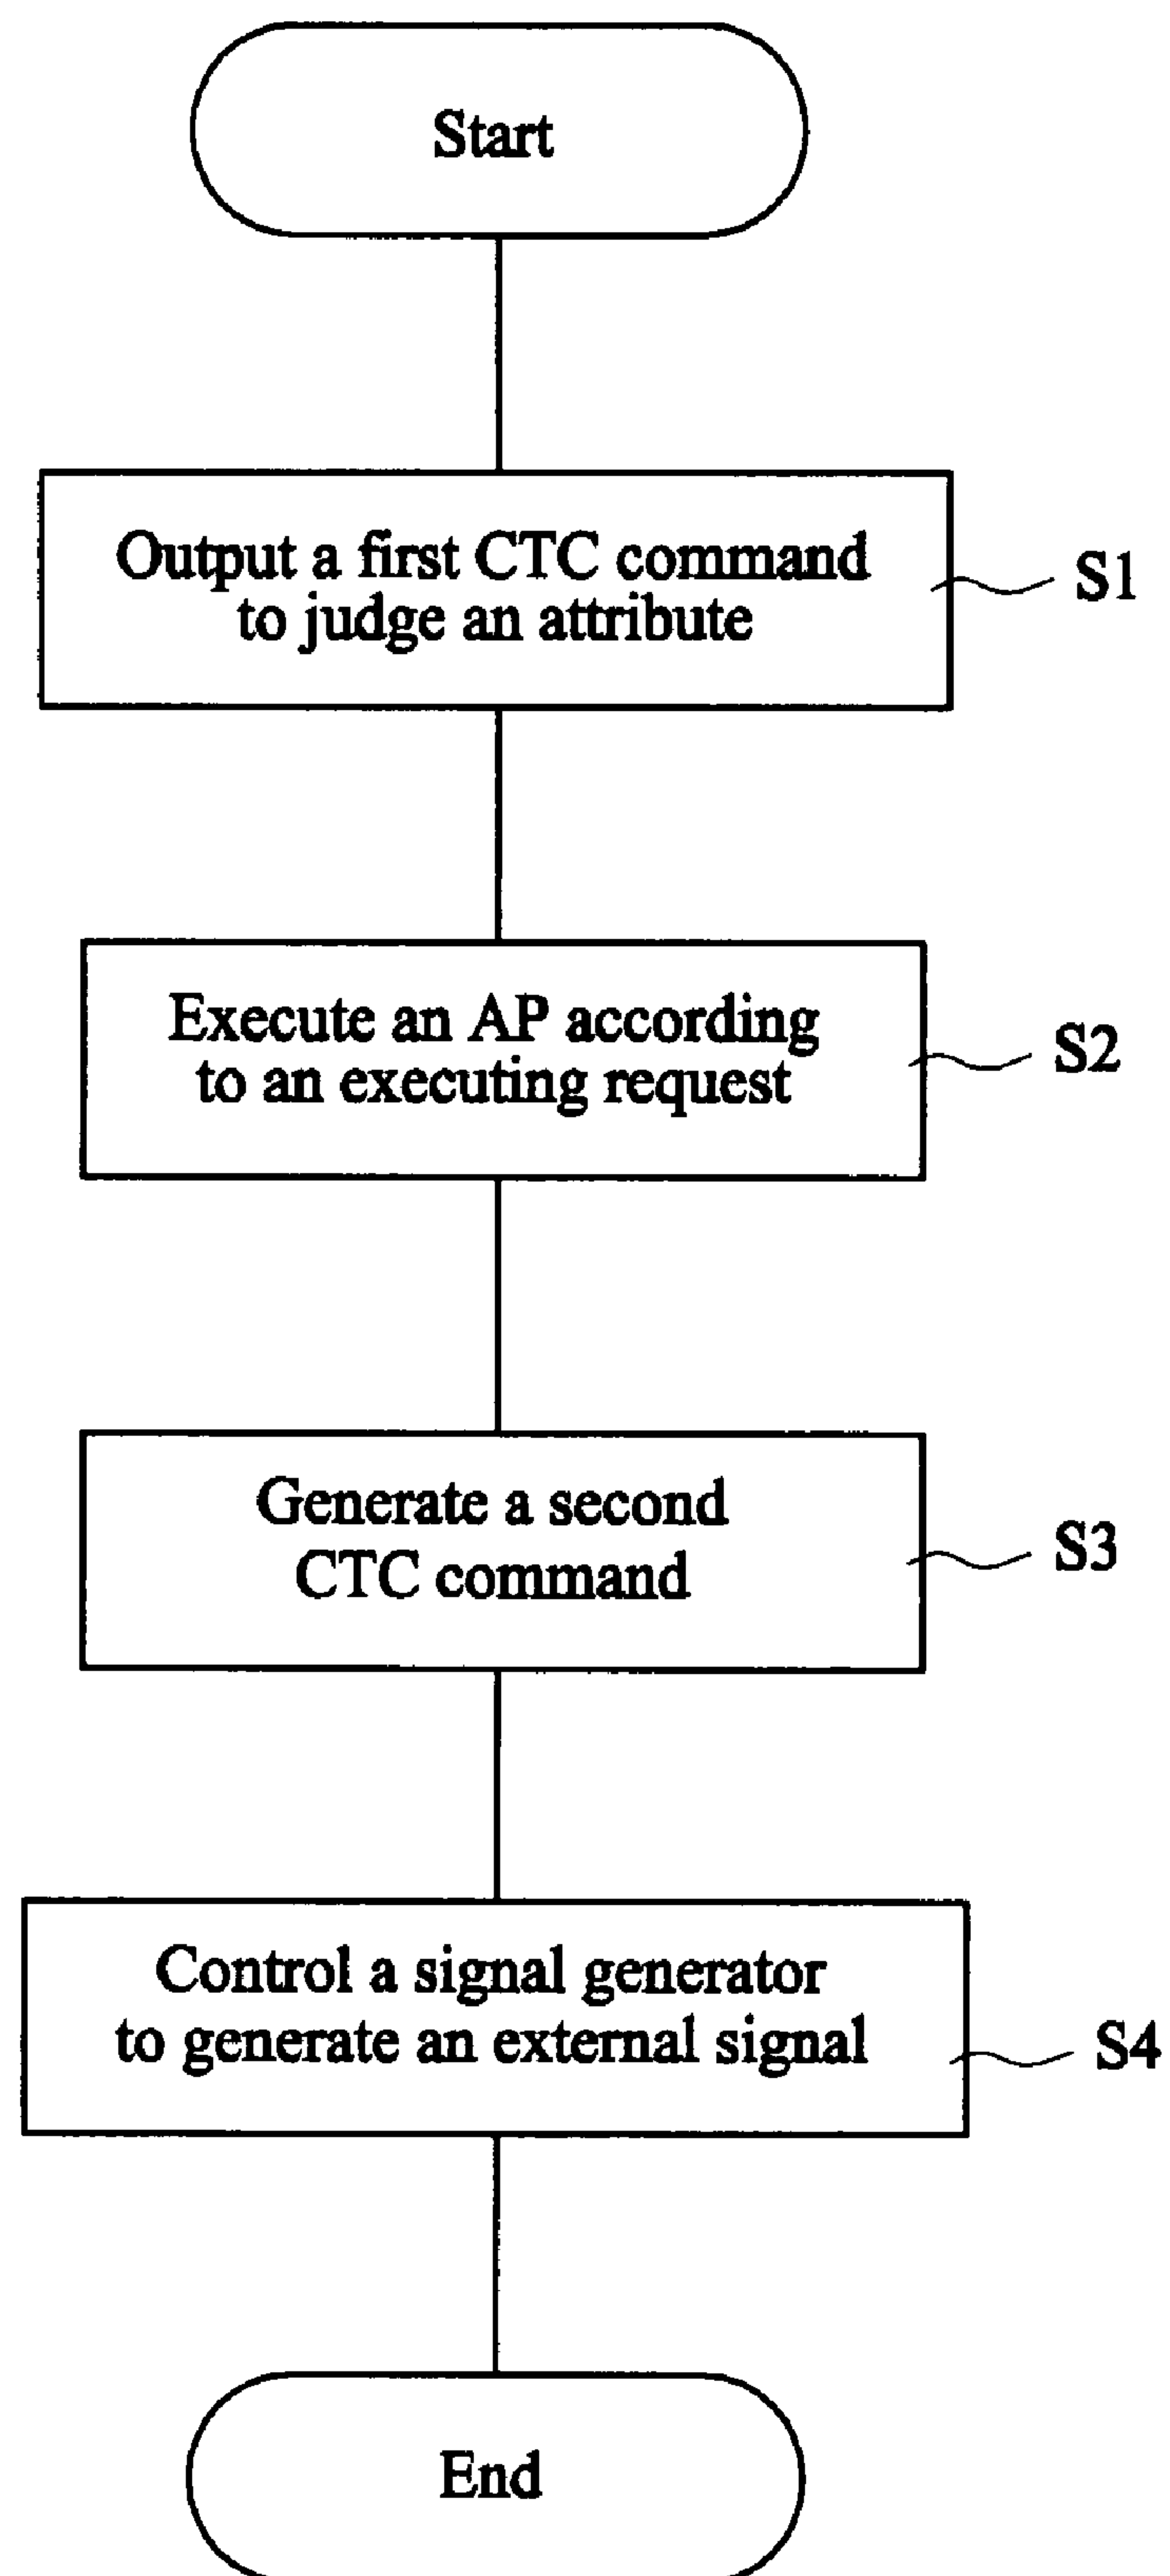 Start
Output a first CTC command
to judge an attribute
S1
Execute an AP according
to an executing request
S2
Generate a second
CTC command
S3
Control a signal generator
to generate an external signal
S4
End